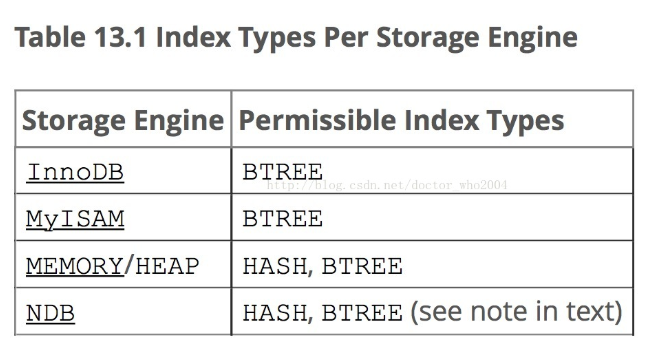 Table 13.1 Index Types Per Storage Engine
Storage Engine Permissible Index Types
InnoDB BTREE
http://blog.csdn.net/doctor_who2004
MyISAM BTREE
MEMORY/HEAP HASH, BTREE
NDB HASH, BTREE (see note in text)